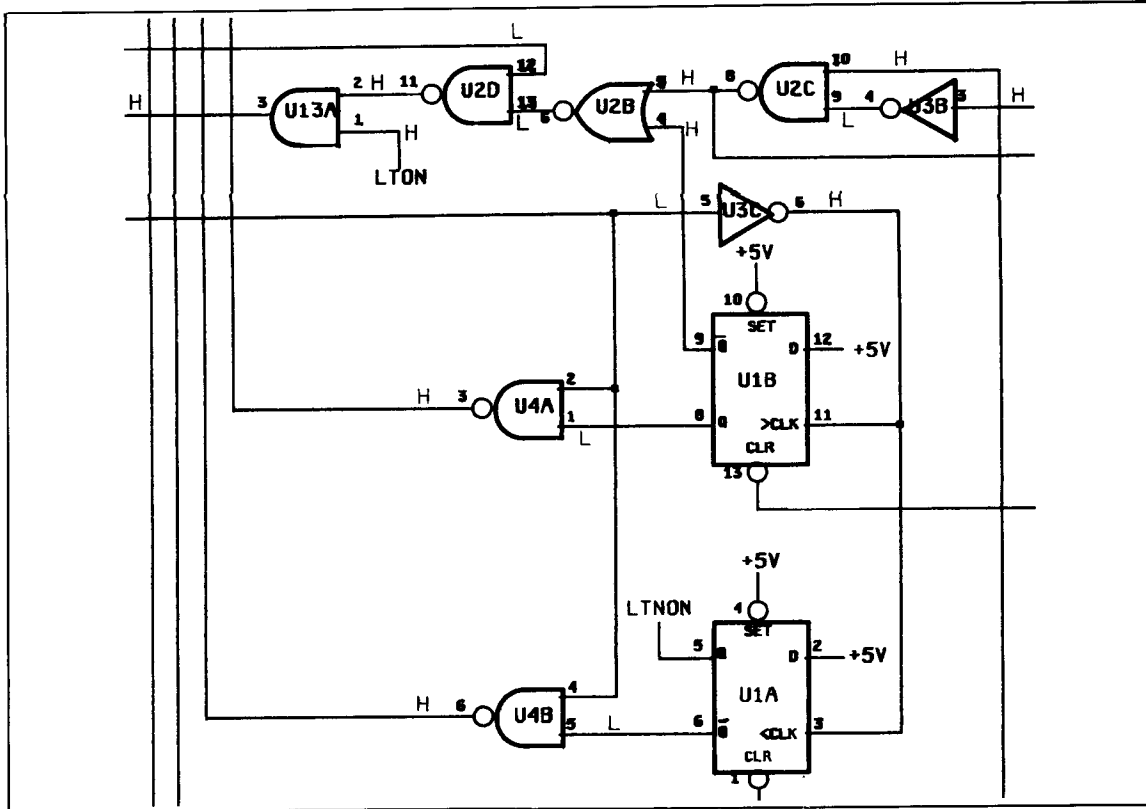 L
12
10
H
2 H 11
U2D
5 H
8
U2C
H
3
U13A
13
L
6
U2B
4
H
9
L
4
U3B
3
H
1
H
LTON
L
5
U3C
6
H
+5V
10
SET
9
Q
D
12
+5V
U1B
H
3
U4A
2
1
L
8
Q
>CLK
11
CLR
13
+5V
LTNON
4
SET
5
Q
D
2
+5V
U1A
H
6
U4B
4
5
L
6
Q
<CLK
3
CLR
1